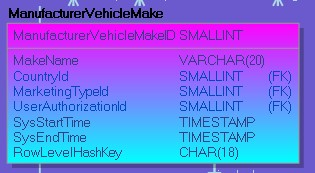 ManufacturerVehicleMake
ManufacturerVehicleMakeID SMALLINT
MakeName VARCHAR(20)
CountryId SMALLINT (FK)
MarketingTypeId SMALLINT (FK)
UserAuthorizationId SMALLINT (FK)
SysStartTime TIMESTAMP
SysEndTime TIMESTAMP
RowLevelHashKey CHAR(18)